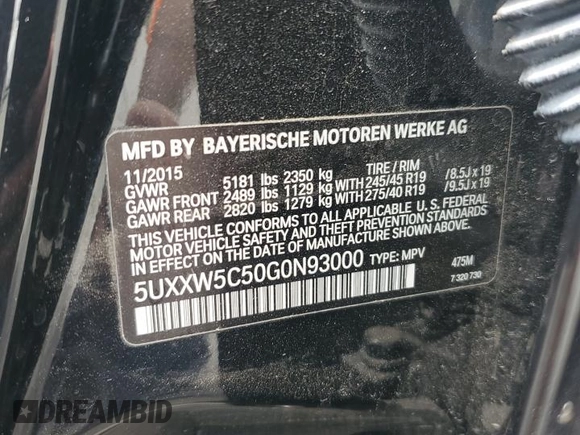 MFD BY BAYERISCHE MOTOREN WERKE AG
11/2015 TIRE / RIM
GVWR 5181 lbs 2350 kg
GAWR FRONT 2489 lbs 1129 kg WITH 245/45 R19 / 8.5J x 19
GAWR REAR 2820 lbs 1279 kg WITH 275/40 R19 / 9.5J x 19
THIS VEHICLE CONFORMS TO ALL APPLICABLE U. S. FEDERAL
MOTOR VEHICLE SAFETY AND THEFT PREVENTION STANDARDS
IN EFFECT ON THE DATE OF MANUFACTURE SHOWN ABOVE.
5UXXW5C50G0N93000 TYPE: MPV 475M
7 320 730
DREAMBID